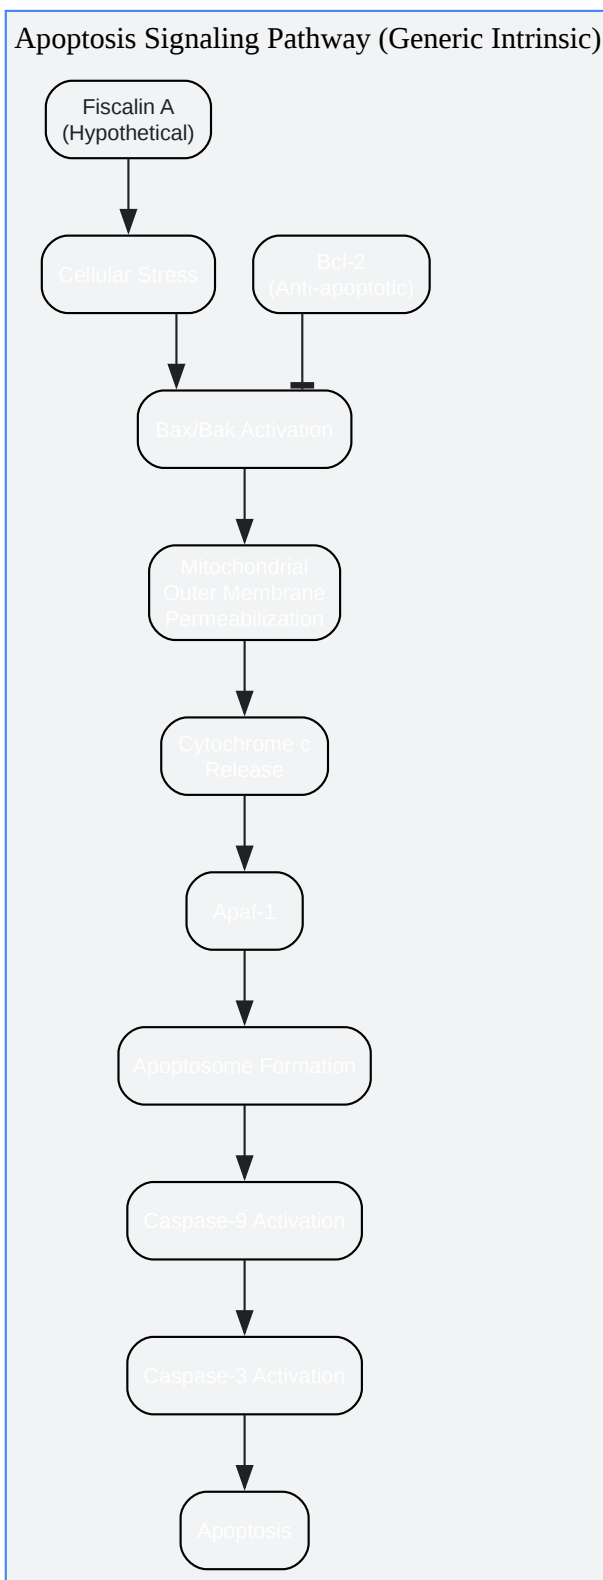 Apoptosis Signaling Pathway (Generic Intrinsic)
Fiscalin A
(Hypothetical)
Cellular Stress
Bcl-2
(Anti-apoptotic)
Bax/Bak Activation
Mitochondrial
Outer Membrane
Permeabilization
Cytochrome c
Release
Apaf-1
Apoptosome Formation
Caspase-9 Activation
Caspase-3 Activation
Apoptosis